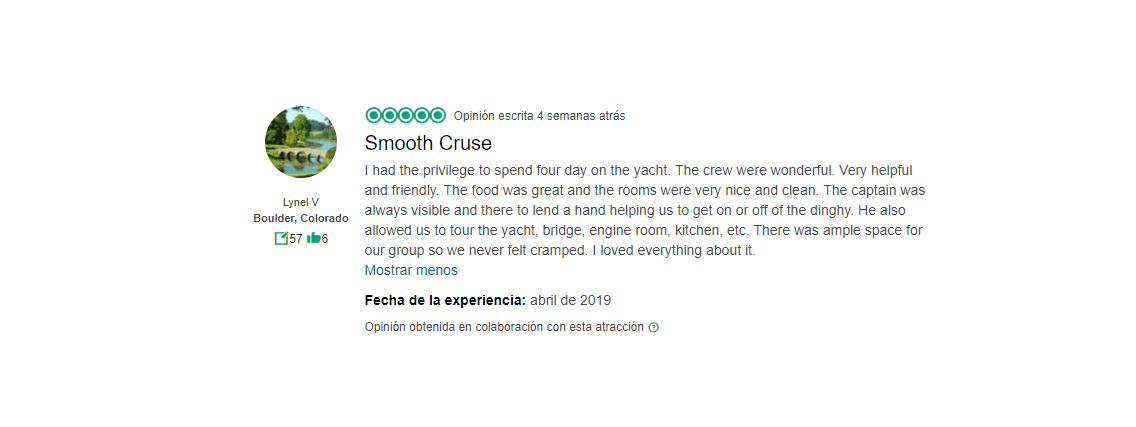 Opinión escrita 4 semanas atrás
Smooth Cruse
I had the privilege to spend four day on the yacht. The crew were wonderful. Very helpful
and friendly. The food was great and the rooms were very nice and clean. The captain was
always visible and there to lend a hand helping us to get on or off of the dinghy. He also
allowed us to tour the yacht, bridge, engine room, kitchen, etc. There was ample space for
our group so we never felt cramped. I loved everything about it.
Mostrar menos
Fecha de la experiencia: abril de 2019
Opinión obtenida en colaboración con esta atracción ?
Lynel V
Boulder, Colorado
57 6